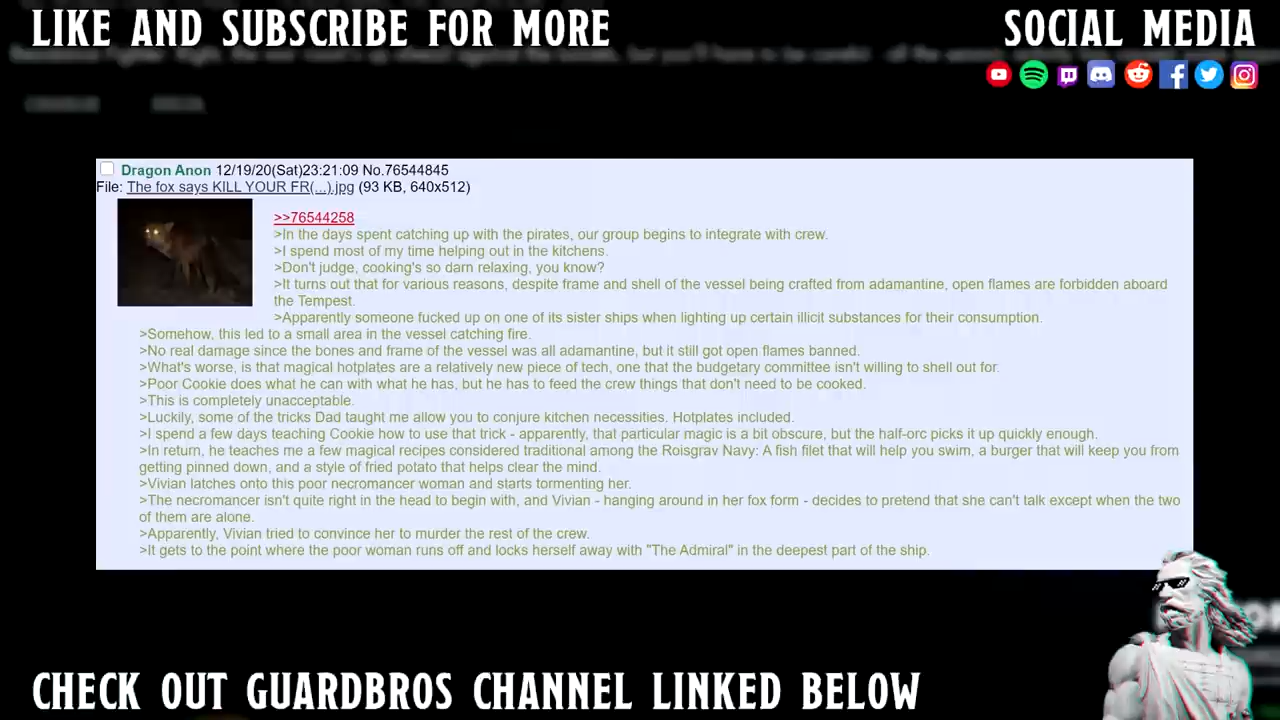 LIKE AND SUBSCRIBE FOR MORE
SOCIAL MEDIA
Dragon Anon 12/19/20(Sat)23:21:09 No.76544845
File: The fox says KILL YOUR FR(...).jpg (93 KB, 640x512)
>>76544258
>In the days spent catching up with the pirates, our group begins to integrate with crew.
>I spend most of my time helping out in the kitchens.
>Don't judge, cooking's so darn relaxing, you know?
>It turns out that for various reasons, despite frame and shell of the vessel being crafted from adamantine, open flames are forbidden aboard
the Tempest.
>Apparently someone fucked up on one of its sister ships when lighting up certain illicit substances for their consumption.
>Somehow, this led to a small area in the vessel catching fire.
>No real damage since the bones and frame of the vessel was all adamantine, but it still got open flames banned.
>What's worse, is that magical hotplates are a relatively new piece of tech, one that the budgetary committee isn't willing to shell out for.
>Poor Cookie does what he can with what he has, but he has to feed the crew things that don't need to be cooked.
>This is completely unacceptable.
>Luckily, some of the tricks Dad taught me allow you to conjure kitchen necessities. Hotplates included.
>I spend a few days teaching Cookie how to use that trick - apparently, that particular magic is a bit obscure, but the half-orc picks it up quickly enough.
>In return, he teaches me a few magical recipes considered traditional among the Roisgrav Navy: A fish filet that will help you swim, a burger that will keep you from
getting pinned down, and a style of fried potato that helps clear the mind.
>Vivian latches onto this poor necromancer woman and starts tormenting her.
>The necromancer isn't quite right in the head to begin with, and Vivian - hanging around in her fox form - decides to pretend that she can't talk except when the two
of them are alone.
>Apparently, Vivian tried to convince her to murder the rest of the crew.
>It gets to the point where the poor woman runs off and locks herself away with "The Admiral" in the deepest part of the ship.
CHECK OUT GUARDBROS CHANNEL LINKED BELOW